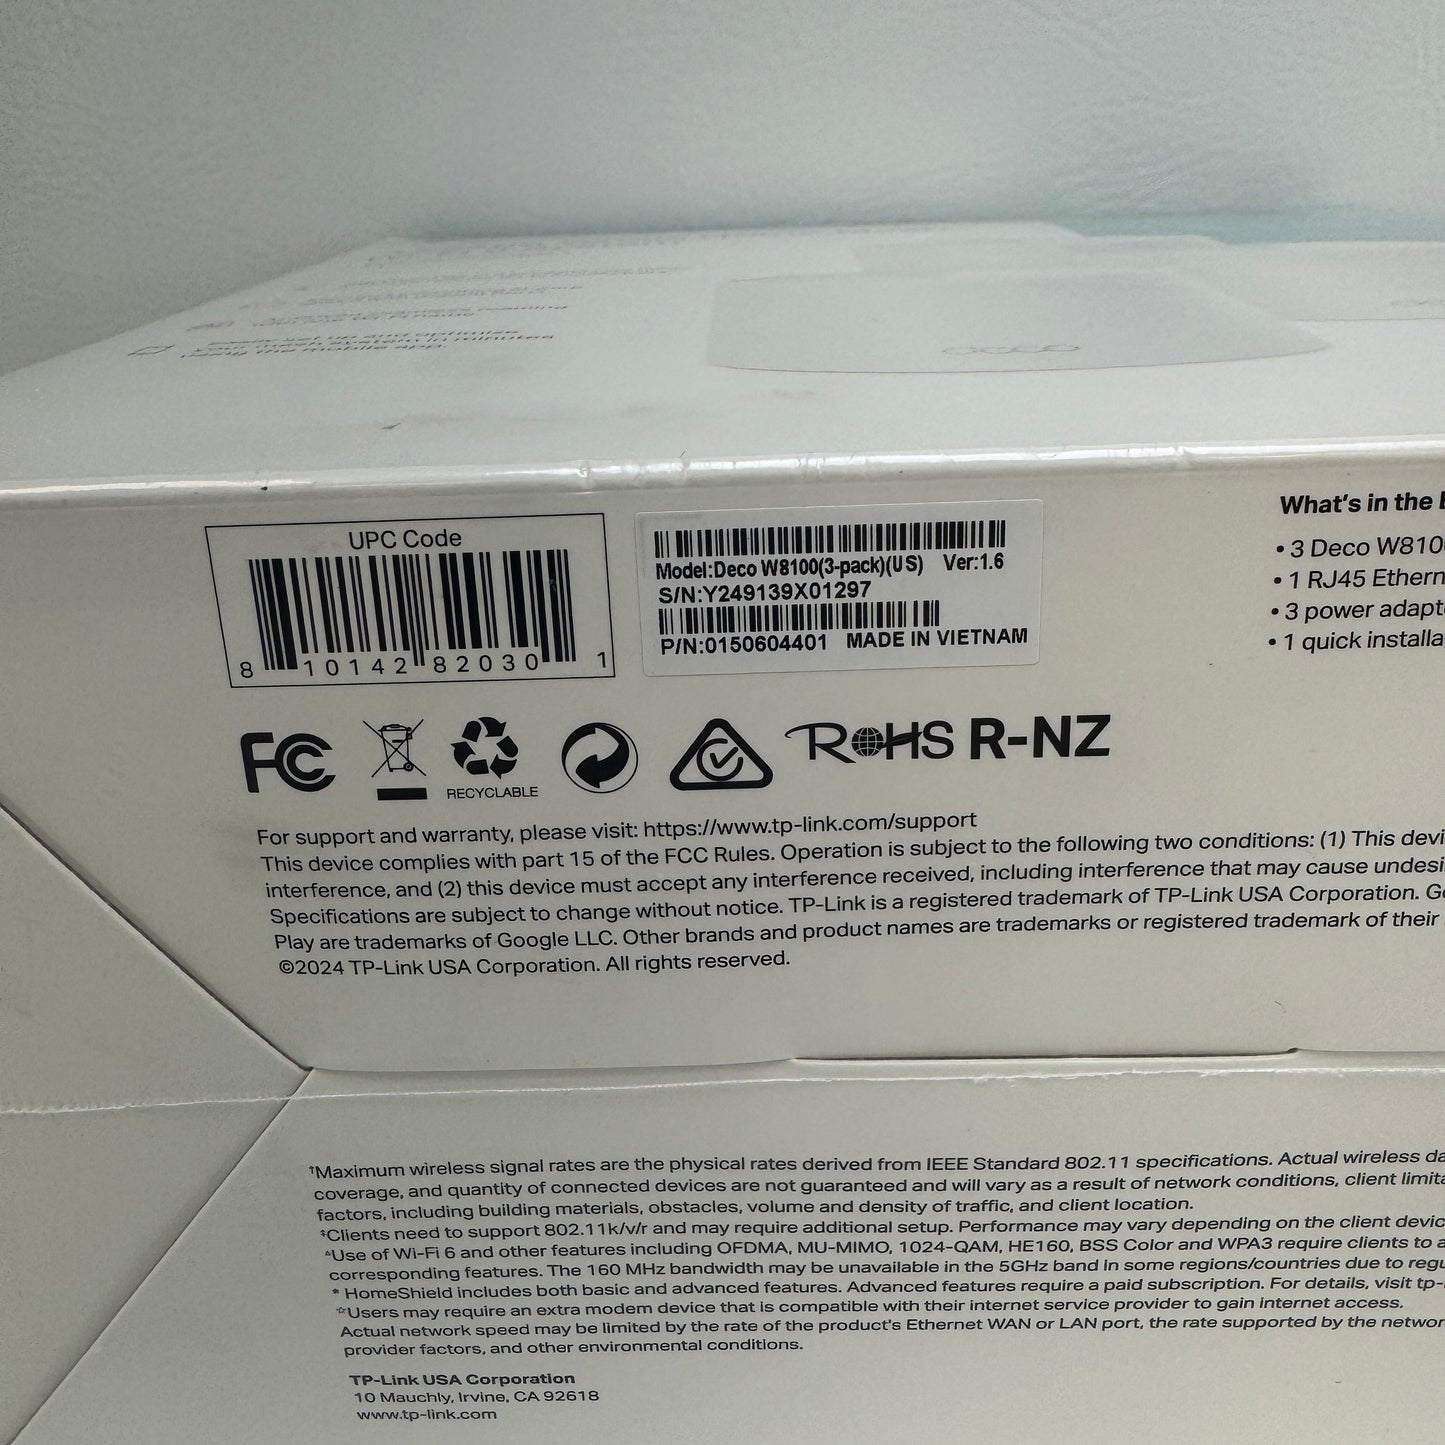 your mesh system in minutes
using the mobile app.
UPC Code
8 10142 82030 1
Model:Deco W8100(3-pack)(US) Ver:1.6
S/N:Y249139X01297
P/N:0150604401 MADE IN VIETNAM
What's in the
• 3 Deco W810
• 1 RJ45 Ethern
• 3 power adapt
• 1 quick installa
FC
RECYCLABLE
RoHS R-NZ
For support and warranty, please visit: https://www.tp-link.com/support
This device complies with part 15 of the FCC Rules. Operation is subject to the following two conditions: (1) This devi
interference, and (2) this device must accept any interference received, including interference that may cause undesi
Specifications are subject to change without notice. TP-Link is a registered trademark of TP-Link USA Corporation. Go
Play are trademarks of Google LLC. Other brands and product names are trademarks or registered trademark of their
©2024 TP-Link USA Corporation. All rights reserved.
†Maximum wireless signal rates are the physical rates derived from IEEE Standard 802.11 specifications. Actual wireless da
coverage, and quantity of connected devices are not guaranteed and will vary as a result of network conditions, client limita
factors, including building materials, obstacles, volume and density of traffic, and client location.
‡Clients need to support 802.11k/v/r and may require additional setup. Performance may vary depending on the client devic
△Use of Wi-Fi 6 and other features including OFDMA, MU-MIMO, 1024-QAM, HE160, BSS Color and WPA3 require clients to a
corresponding features. The 160 MHz bandwidth may be unavailable in the 5GHz band in some regions/countries due to regu
* HomeShield includes both basic and advanced features. Advanced features require a paid subscription. For details, visit tp-
☆Users may require an extra modem device that is compatible with their internet service provider to gain internet access.
Actual network speed may be limited by the rate of the product's Ethernet WAN or LAN port, the rate supported by the networ
provider factors, and other environmental conditions.
TP-Link USA Corporation
10 Mauchly, Irvine, CA 92618
www.tp-link.com